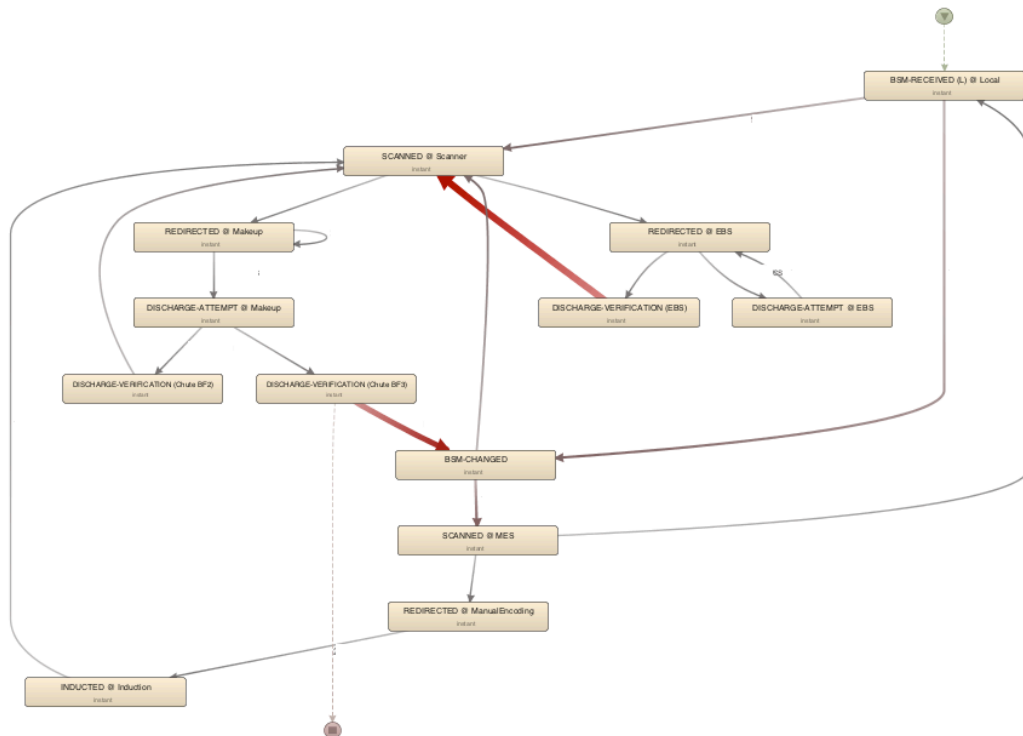 BSM-RECEIVED (L) @ Local
instant
SCANNED @ Scanner
instant
REDIRECTED @ Makeup
instant
REDIRECTED @ EBS
instant
DISCHARGE-ATTEMPT @ Makeup
instant
DISCHARGE-VERIFICATION (EBS)
instant
DISCHARGE-ATTEMPT @ EBS
instant
DISCHARGE-VERIFICATION (Chute BF2)
instant
DISCHARGE-VERIFICATION (Chute BF3)
instant
BSM-CHANGED
instant
SCANNED @ MES
instant
REDIRECTED @ ManualEncoding
instant
INDUCTED @ Induction
instant